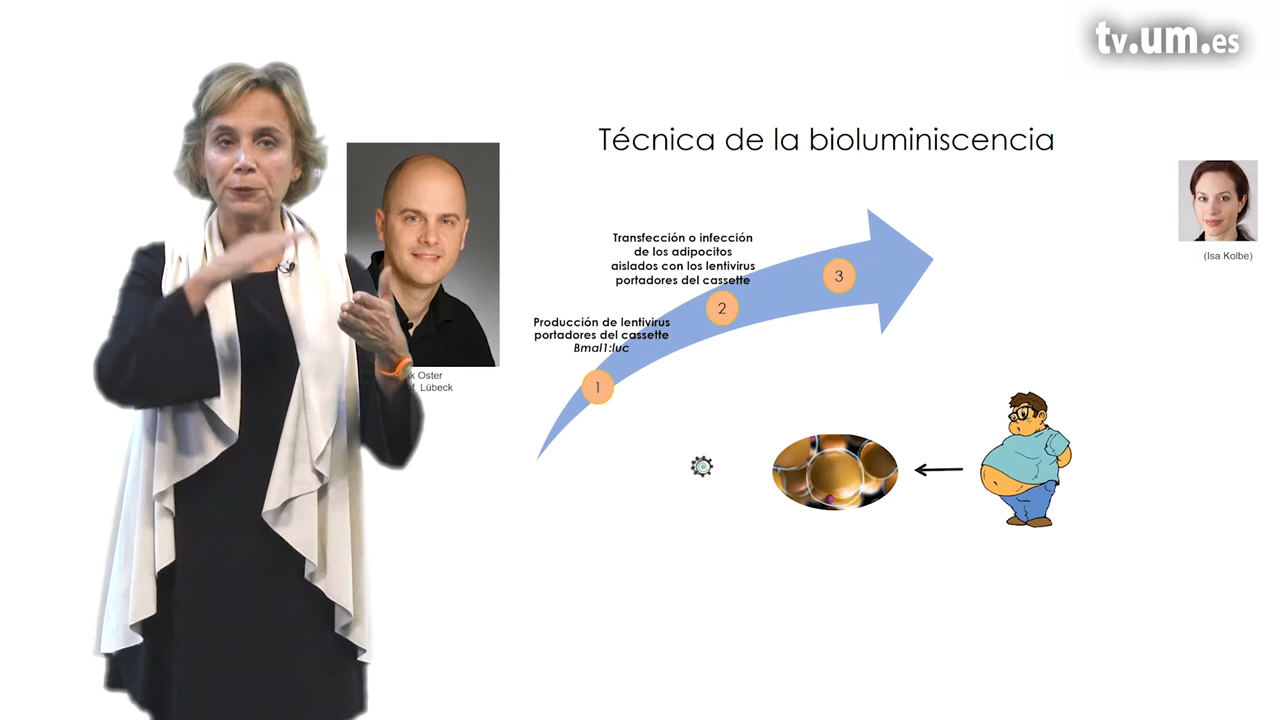 tv.um.es
Técnica de la bioluminiscencia
Transfección o infección
de los adipocitos
aislados con los lentivirus
portadores del cassette
Producción de lentivirus
portadores del cassette
Bmal1:luc
1
2
3
(Isa Kolbe)
Oster
Lübeck